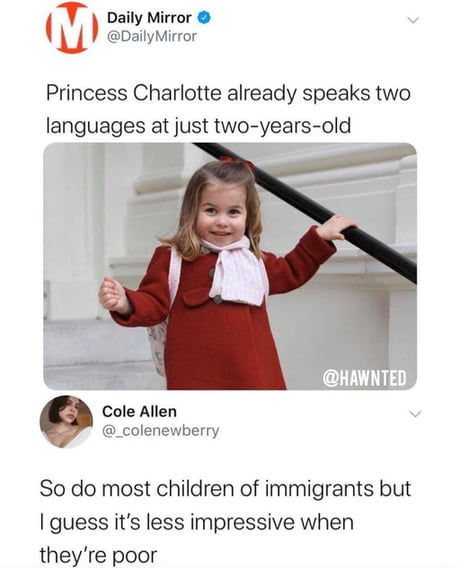 Daily Mirror
@DailyMirror
Princess Charlotte already speaks two
languages at just two-years-old
@HAWNTED
Cole Allen
@_colenewberry
So do most children of immigrants but
I guess it's less impressive when
they're poor